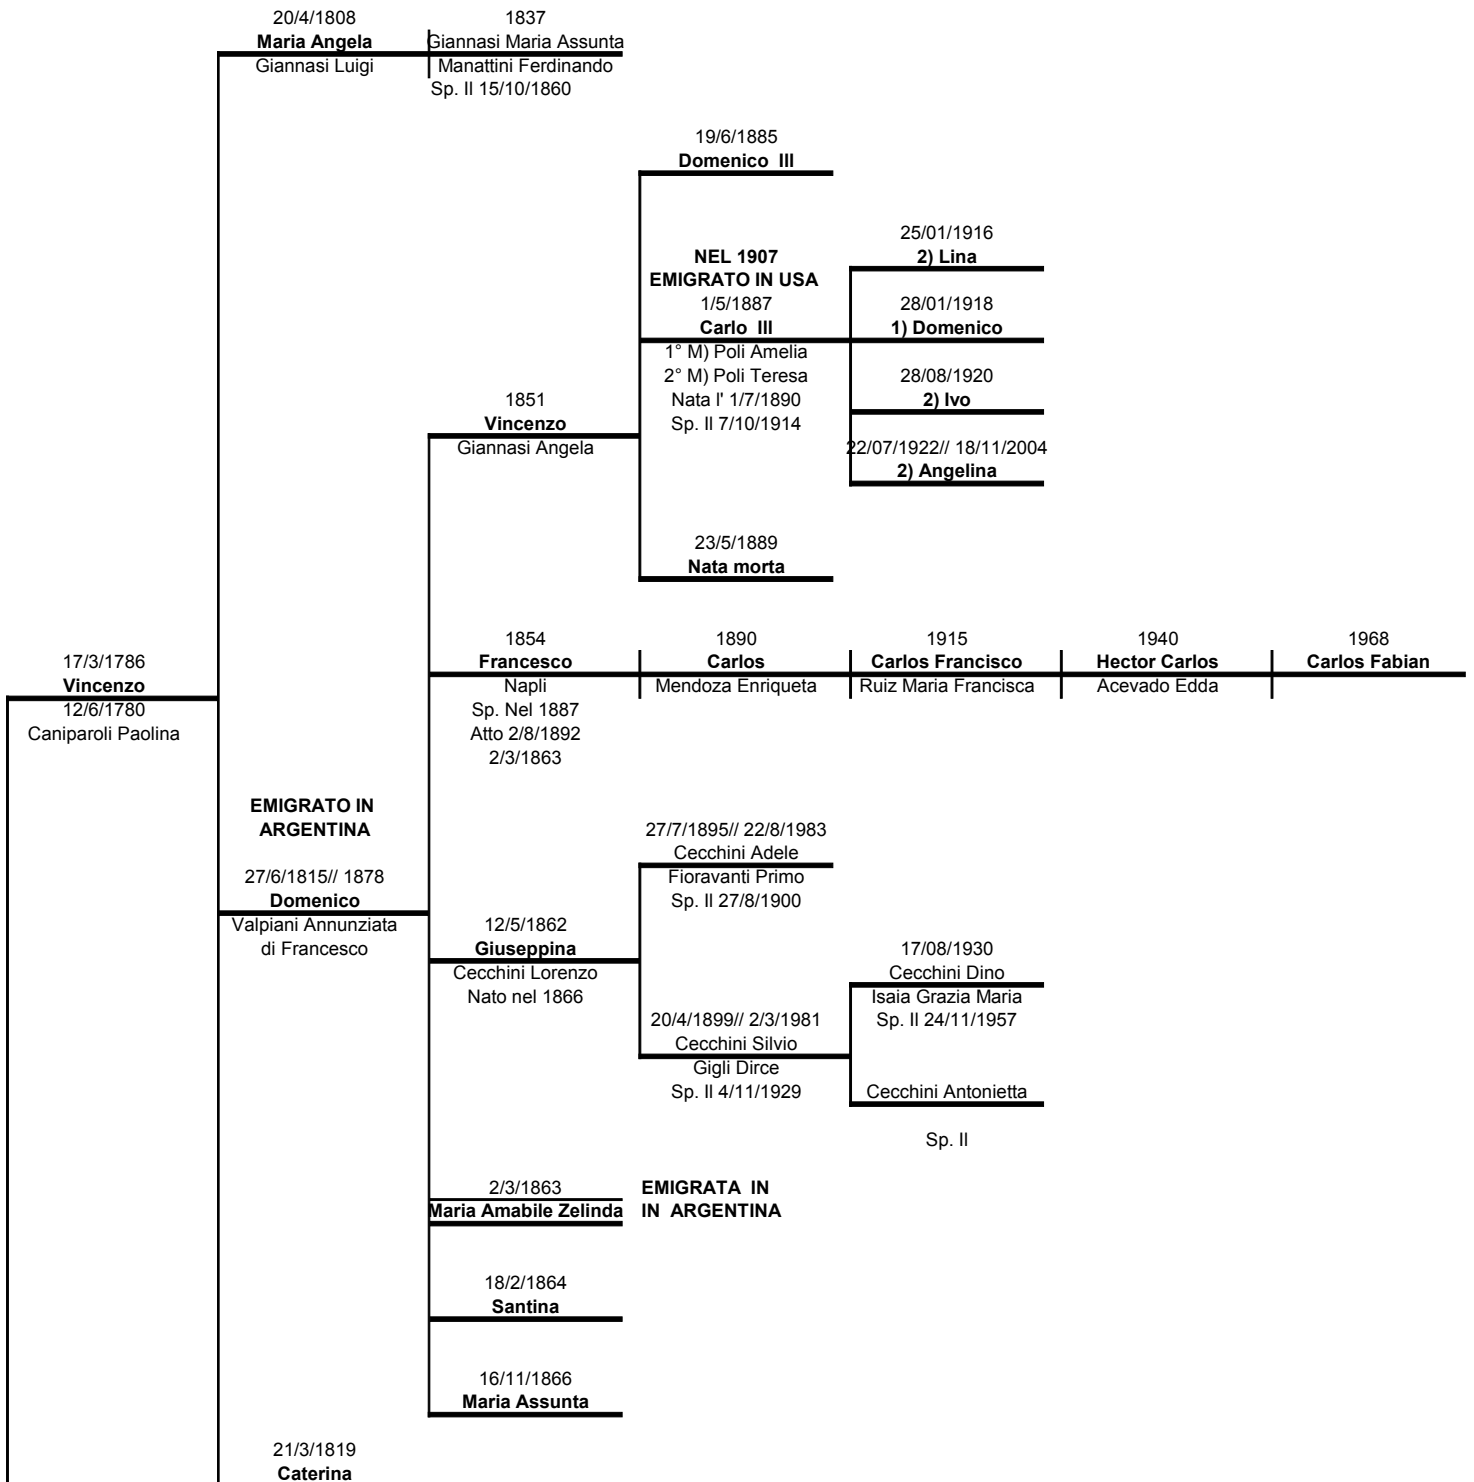 20/4/1808
Maria Angela
Giannasi Luigi
1837
Giannasi Maria Assunta
Manattini Ferdinando
Sp. Il 15/10/1860
19/6/1885
Domenico III
NEL 1907
EMIGRATO IN USA
1/5/1887
Carlo III
1° M) Poli Amelia
2° M) Poli Teresa
Nata l' 1/7/1890
Sp. Il 7/10/1914
25/01/1916
2) Lina
28/01/1918
1) Domenico
28/08/1920
2) Ivo
22/07/1922// 18/11/2004
2) Angelina
1851
Vincenzo
Giannasi Angela
23/5/1889
Nata morta
17/3/1786
Vincenzo
12/6/1780
Caniparoli Paolina
1854
Francesco
Napli
Sp. Nel 1887
Atto 2/8/1892
2/3/1863
1890
Carlos
Mendoza Enriqueta
1915
Carlos Francisco
Ruiz Maria Francisca
1940
Hector Carlos
Acevado Edda
1968
Carlos Fabian
EMIGRATO IN
ARGENTINA
27/6/1815// 1878
Domenico
Valpiani Annunziata
di Francesco
12/5/1862
Giuseppina
Cecchini Lorenzo
Nato nel 1866
27/7/1895// 22/8/1983
Cecchini Adele
Fioravanti Primo
Sp. Il 27/8/1900
20/4/1899// 2/3/1981
Cecchini Silvio
Gigli Dirce
Sp. Il 4/11/1929
17/08/1930
Cecchini Dino
Isaia Grazia Maria
Sp. Il 24/11/1957
Cecchini Antonietta
Sp. Il
2/3/1863
Maria Amabile Zelinda
EMIGRATA IN
IN ARGENTINA
18/2/1864
Santina
16/11/1866
Maria Assunta
21/3/1819
Caterina